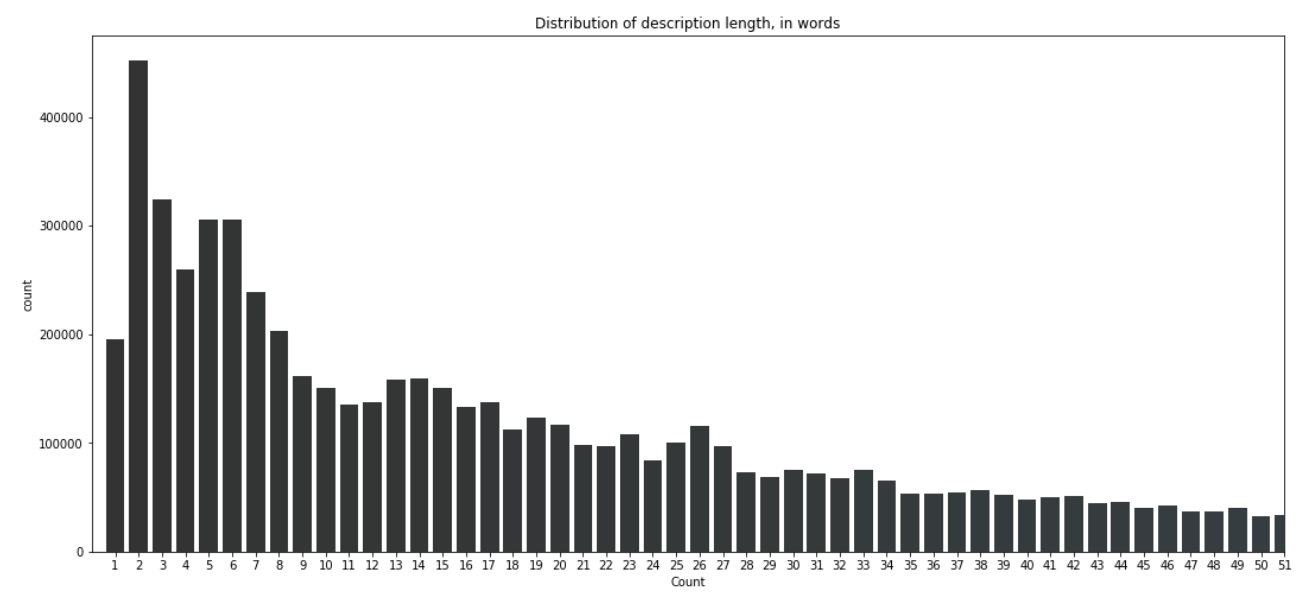 Distribution of description length, in words
count
400000
300000
200000
100000
0
1 2 3 4 5 6 7 8 9 10 11 12 13 14 15 16 17 18 19 20 21 22 23 24 25 26 27 28 29 30 31 32 33 34 35 36 37 38 39 40 41 42 43 44 45 46 47 48 49 50 51
Count